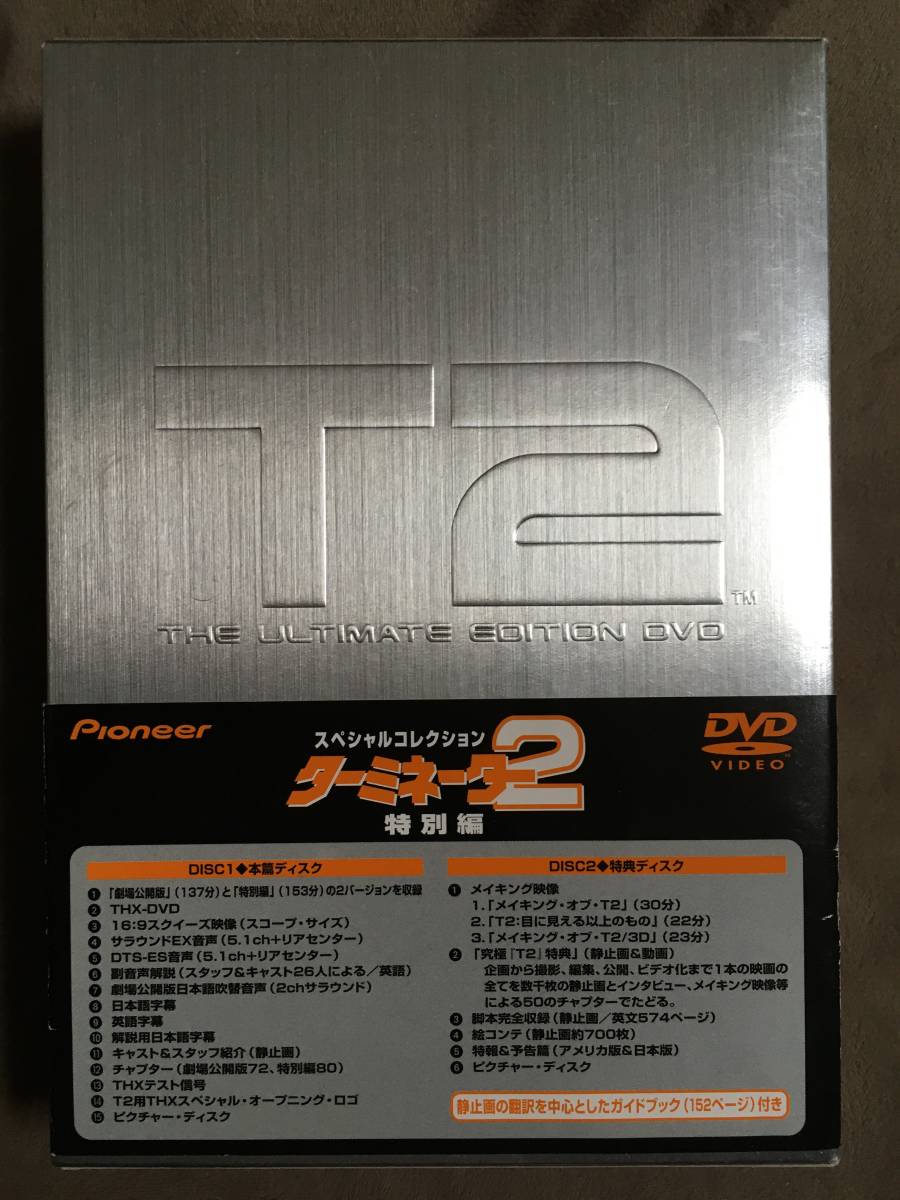 T2
TM
THE ULTIMATE EDITION DVD
Pioneer
スペシャルコレクション
ターミネーター2
特別編
DVD
VIDEO
DISC1◆本篇ディスク
❶「劇場公開版」(137分)と「特別編」(153分)の2バージョンを収録
❷ THX-DVD
❸ 16:9スクイーズ映像(スコープ・サイズ)
❹ サラウンドEX音声(5.1ch+リアセンター)
❺ DTS-ES音声(5.1ch+リアセンター)
❻ 副音声解説(スタッフ&キャスト26人による/英語)
❼ 劇場公開版日本語吹替音声(2chサラウンド)
❽ 日本語字幕
❾ 英語字幕
❿ 解説用日本語字幕
⓫ キャスト&スタッフ紹介(静止画)
⓬ チャプター(劇場公開版72、特別編80)
⓭ THXテスト信号
⓮ T2用THXスペシャル・オープニング・ロゴ
⓯ ピクチャー・ディスク
DISC2◆特典ディスク
❶ メイキング映像
1.「メイキング・オブ・T2」(30分)
2.「T2:目に見える以上のもの」(22分)
3.「メイキング・オブ・T2/3D」(23分)
❷「究極『T2』特典」(静止画&動画)
企画から撮影、編集、公開、ビデオ化まで1本の映画の
全てを数千枚の静止画とインタビュー、メイキング映像等
による50のチャプターでたどる。
❸ 脚本完全収録(静止画/英文574ページ)
❹ 絵コンテ(静止画約700枚)
❺ 特報&予告篇(アメリカ版&日本版)
❻ ピクチャー・ディスク
静止画の翻訳を中心としたガイドブック(152ページ)付き